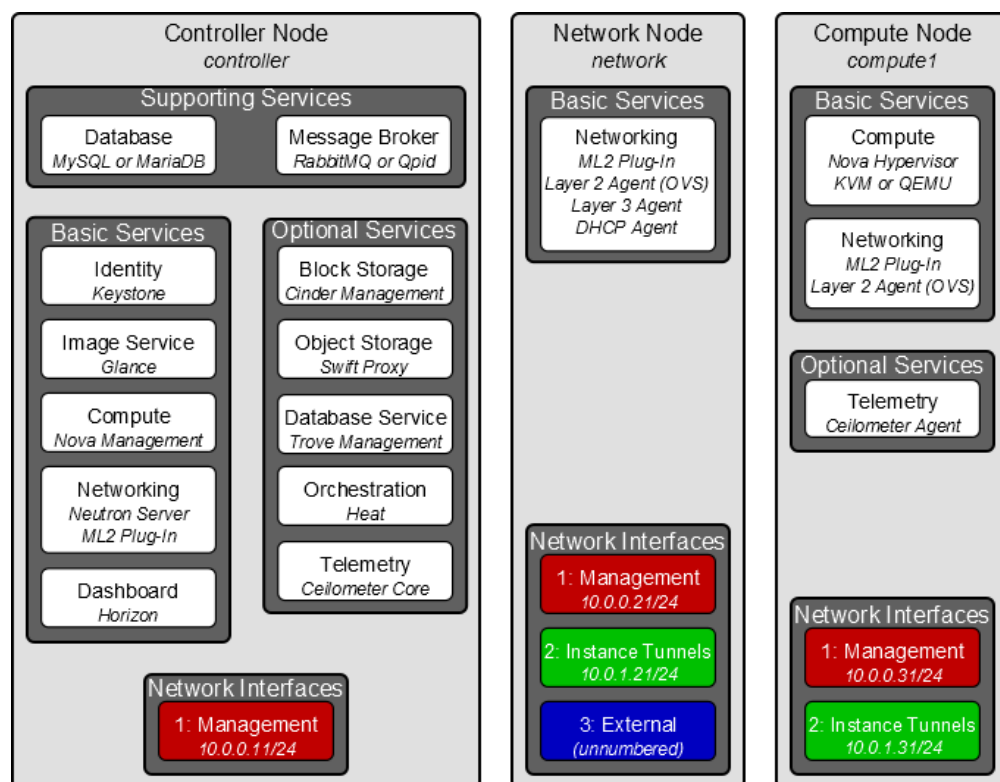 Controller Node
controller
Supporting Services
Database
MySQL or MariaDB
Message Broker
RabbitMQ or Qpid
Basic Services
Identity
Keystone
Image Service
Glance
Compute
Nova Management
Networking
Neutron Server
ML2 Plug-In
Dashboard
Horizon
Optional Services
Block Storage
Cinder Management
Object Storage
Swift Proxy
Database Service
Trove Management
Orchestration
Heat
Telemetry
Ceilometer Core
Network Interfaces
1: Management
10.0.0.11/24
Network Node
network
Basic Services
Networking
ML2 Plug-In
Layer 2 Agent (OVS)
Layer 3 Agent
DHCP Agent
Network Interfaces
1: Management
10.0.0.21/24
2: Instance Tunnels
10.0.1.21/24
3: External
(unnumbered)
Compute Node
compute1
Basic Services
Compute
Nova Hypervisor
KVM or QEMU
Networking
ML2 Plug-In
Layer 2 Agent (OVS)
Optional Services
Telemetry
Ceilometer Agent
Network Interfaces
1: Management
10.0.0.31/24
2: Instance Tunnels
10.0.1.31/24